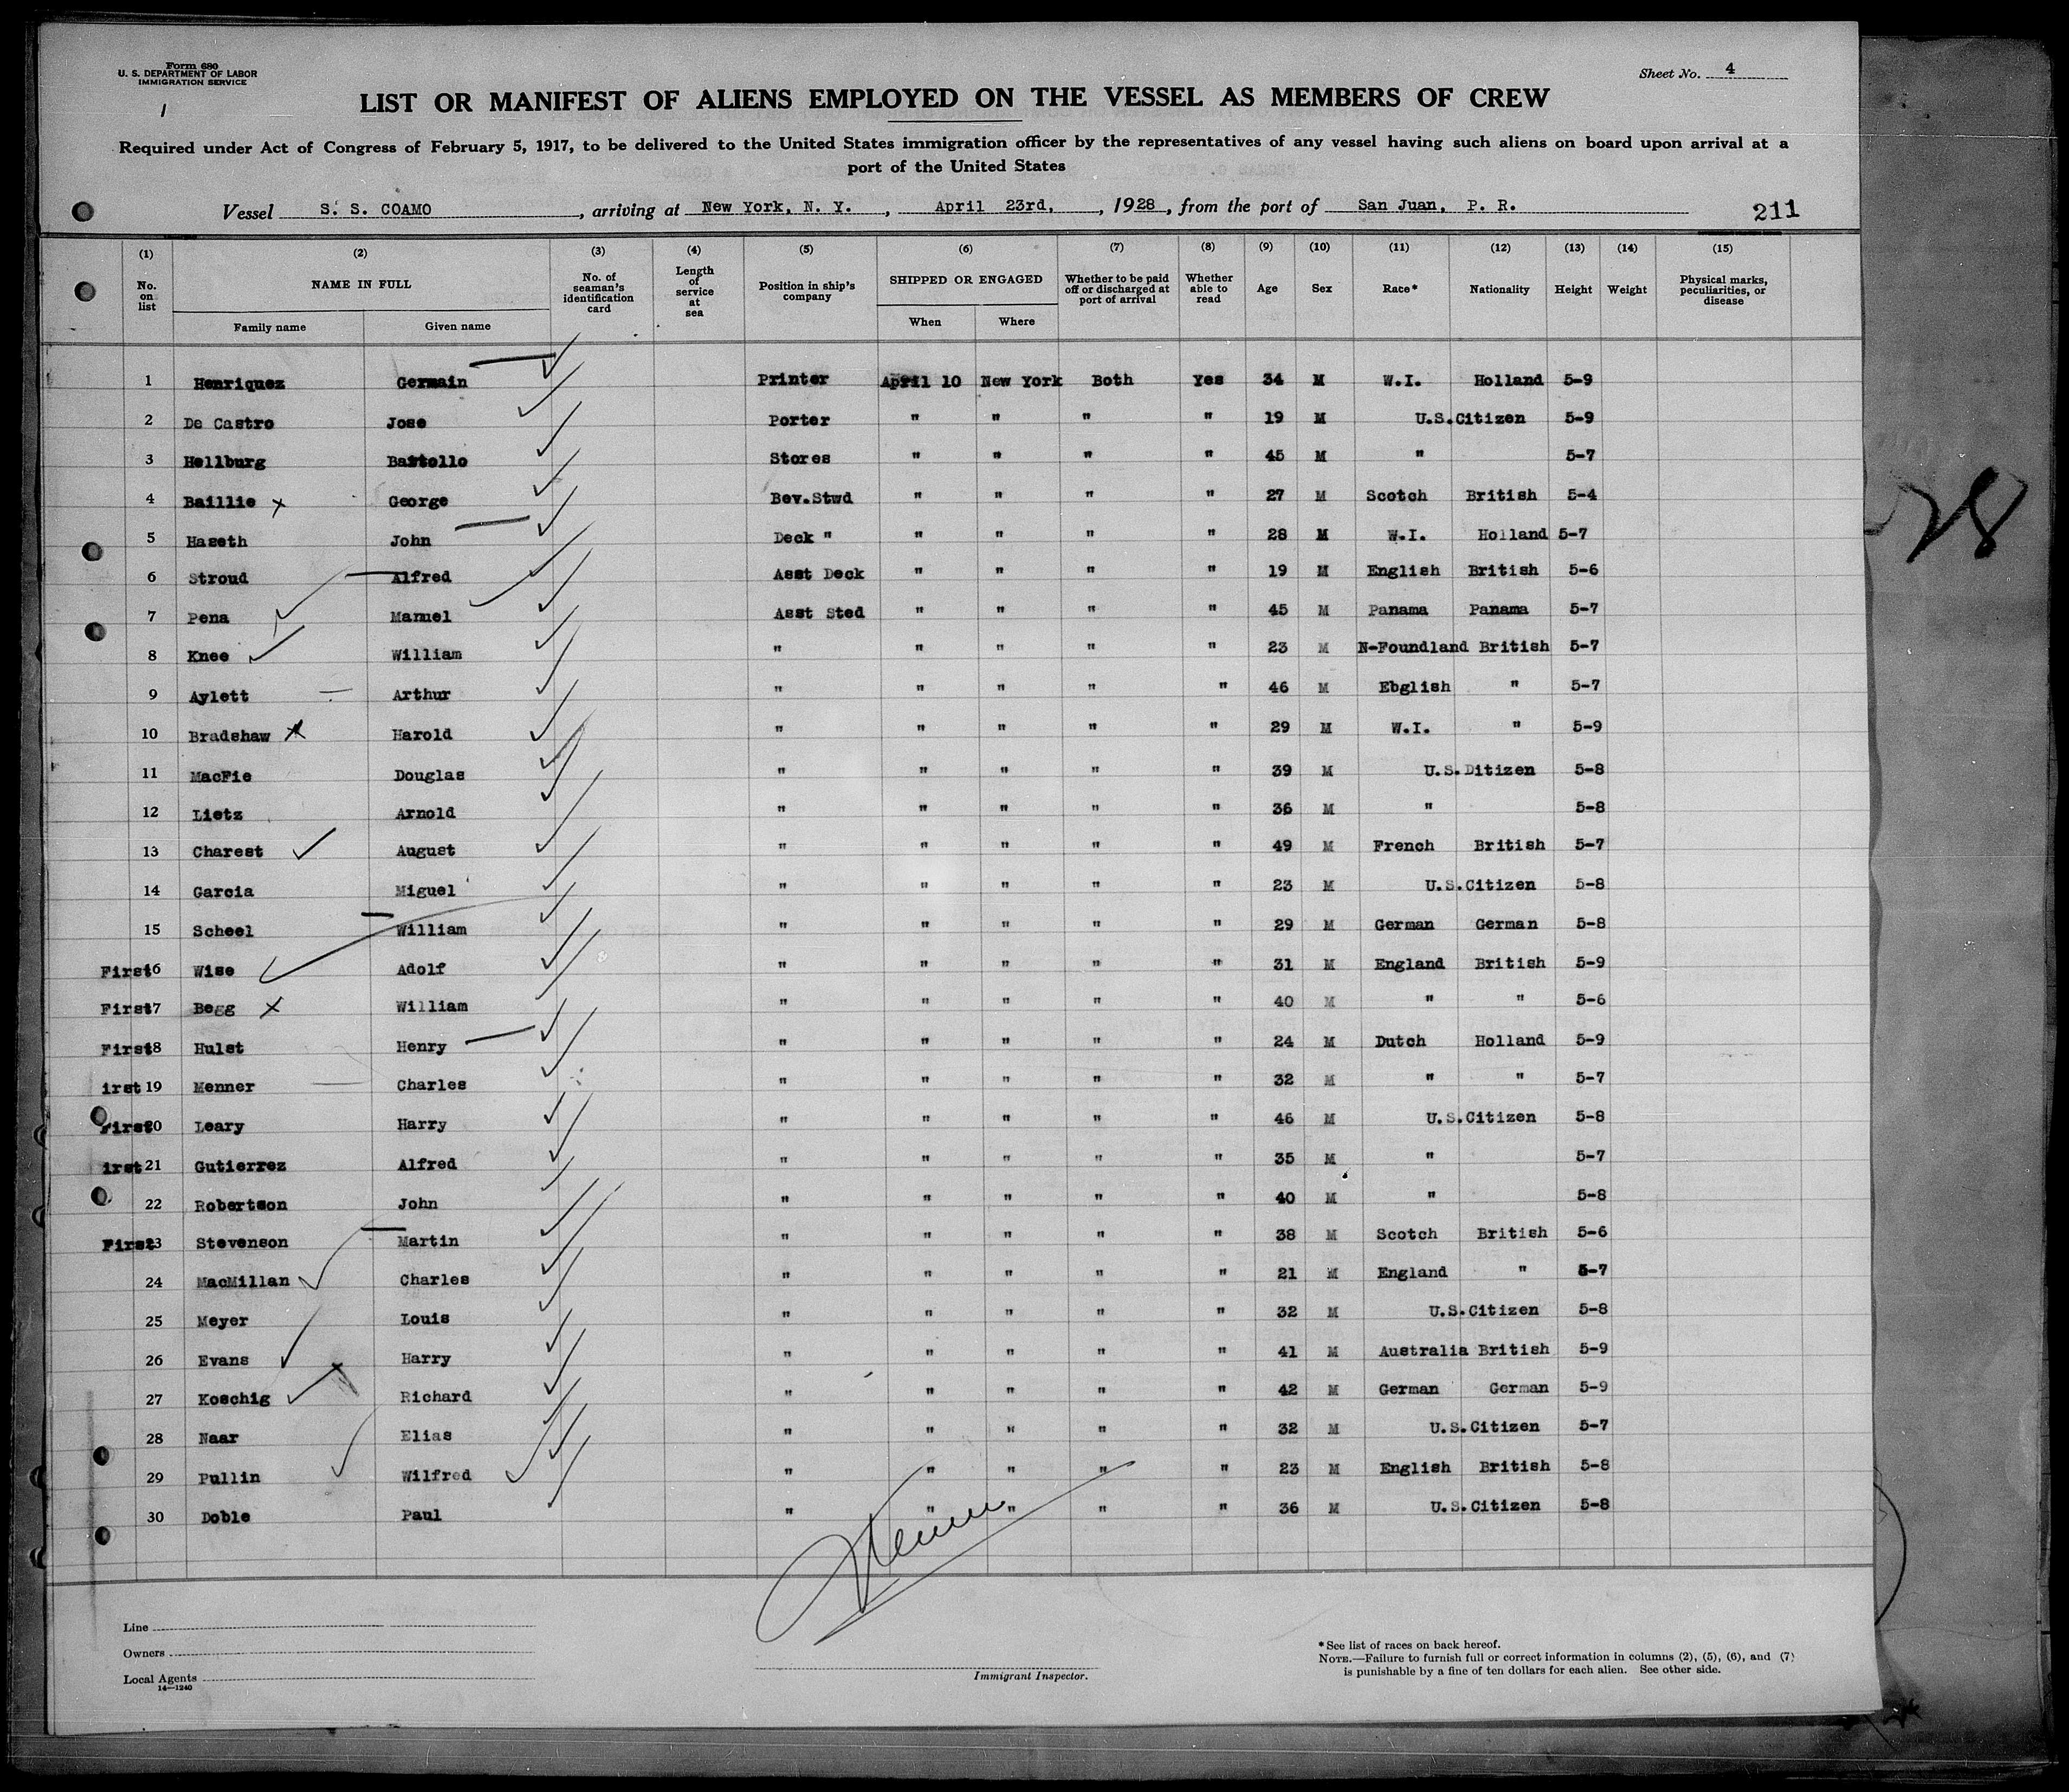 Form 680
U. S. DEPARTMENT OF LABOR
IMMIGRATION SERVICE
Sheet No. 4
LIST OR MANIFEST OF ALIENS EMPLOYED ON THE VESSEL AS MEMBERS OF CREW
Required under Act of Congress of February 5, 1917, to be delivered to the United States immigration officer by the representatives of any vessel having such aliens on board upon arrival at a
port of the United States
Vessel S. S. COAMO, arriving at New York, N. Y., April 23rd, 1928, from the port of San Juan, P. R. 211
(1) (2) (3) (4) (5) (6) (7) (8) (9) (10) (11) (12) (13) (14) (15)
No. on list NAME IN FULL Family name Given name No. of seaman's identification card Length of service at sea Position in ship's company SHIPPED OR ENGAGED When Where Whether to be paid off or discharged at port of arrival Whether able to read Age Sex Race* Nationality Height Weight Physical marks, peculiarities, or disease
1 Henriquez Germain Printer April 10 New York Both Yes 34 M W.I. Holland 5-9
2 De Castro Jose Porter " " " " 19 M U.S.Citizen 5-9
3 Hellburg Bastollo Stores " " " " 45 M " 5-7
4 Baillie x George Bev.Stwd " " " " 27 M Scotch British 5-4
5 Haseth John Deck " " " " " 28 M W.I. Holland 5-7
6 Stroud Alfred Asst Deck " " " " 19 M English British 5-6
7 Pena Manuel Asst Sted " " " " 45 M Panama Panama 5-7
8 Knee William " " " " " 23 M N-Foundland British 5-7
9 Aylett Arthur " " " " " 46 M Ebglish " 5-7
10 Bradshaw x Harold " " " " " 29 M W.I. " 5-9
11 MacFie Douglas " " " " " 39 M U.S.Ditizen 5-8
12 Lietz Arnold " " " " " 36 M " 5-8
13 Charest August " " " " " 49 M French British 5-7
14 Garcia Miguel " " " " " 23 M U.S.Citizen 5-8
15 Scheel William " " " " " 29 M German German 5-8
First 16 Wise Adolf " " " " " 31 M England British 5-9
First 17 Begg x William " " " " " 40 M " " 5-6
First 18 Hulst Henry " " " " " 24 M Dutch Holland 5-9
irst 19 Menner Charles " " " " " 32 M " " 5-7
First 20 Leary Harry " " " " " 46 M U.S.Citizen 5-8
irst 21 Gutierrez Alfred " " " " " 35 M " 5-7
22 Robertson John " " " " " 40 M " 5-8
First 23 Stevenson Martin " " " " " 38 M Scotch British 5-6
24 MacMillan Charles " " " " " 21 M England " 5-7
25 Meyer Louis " " " " " 32 M U.S.Citizen 5-8
26 Evans Harry " " " " " 41 M Australia British 5-9
27 Koschig Richard " " " " " 42 M German German 5-9
28 Naar Elias " " " " " 32 M U.S.Citizen 5-7
29 Pullin Wilfred " " " " " 23 M English British 5-8
30 Doble Paul " " " " " 36 M U.S.Citizen 5-8
Line
Owners
Local Agents
14—1240
Immigrant Inspector.
*See list of races on back hereof.
NOTE.—Failure to furnish full or correct information in columns (2), (5), (6), and (7)
is punishable by a fine of ten dollars for each alien. See other side.
28